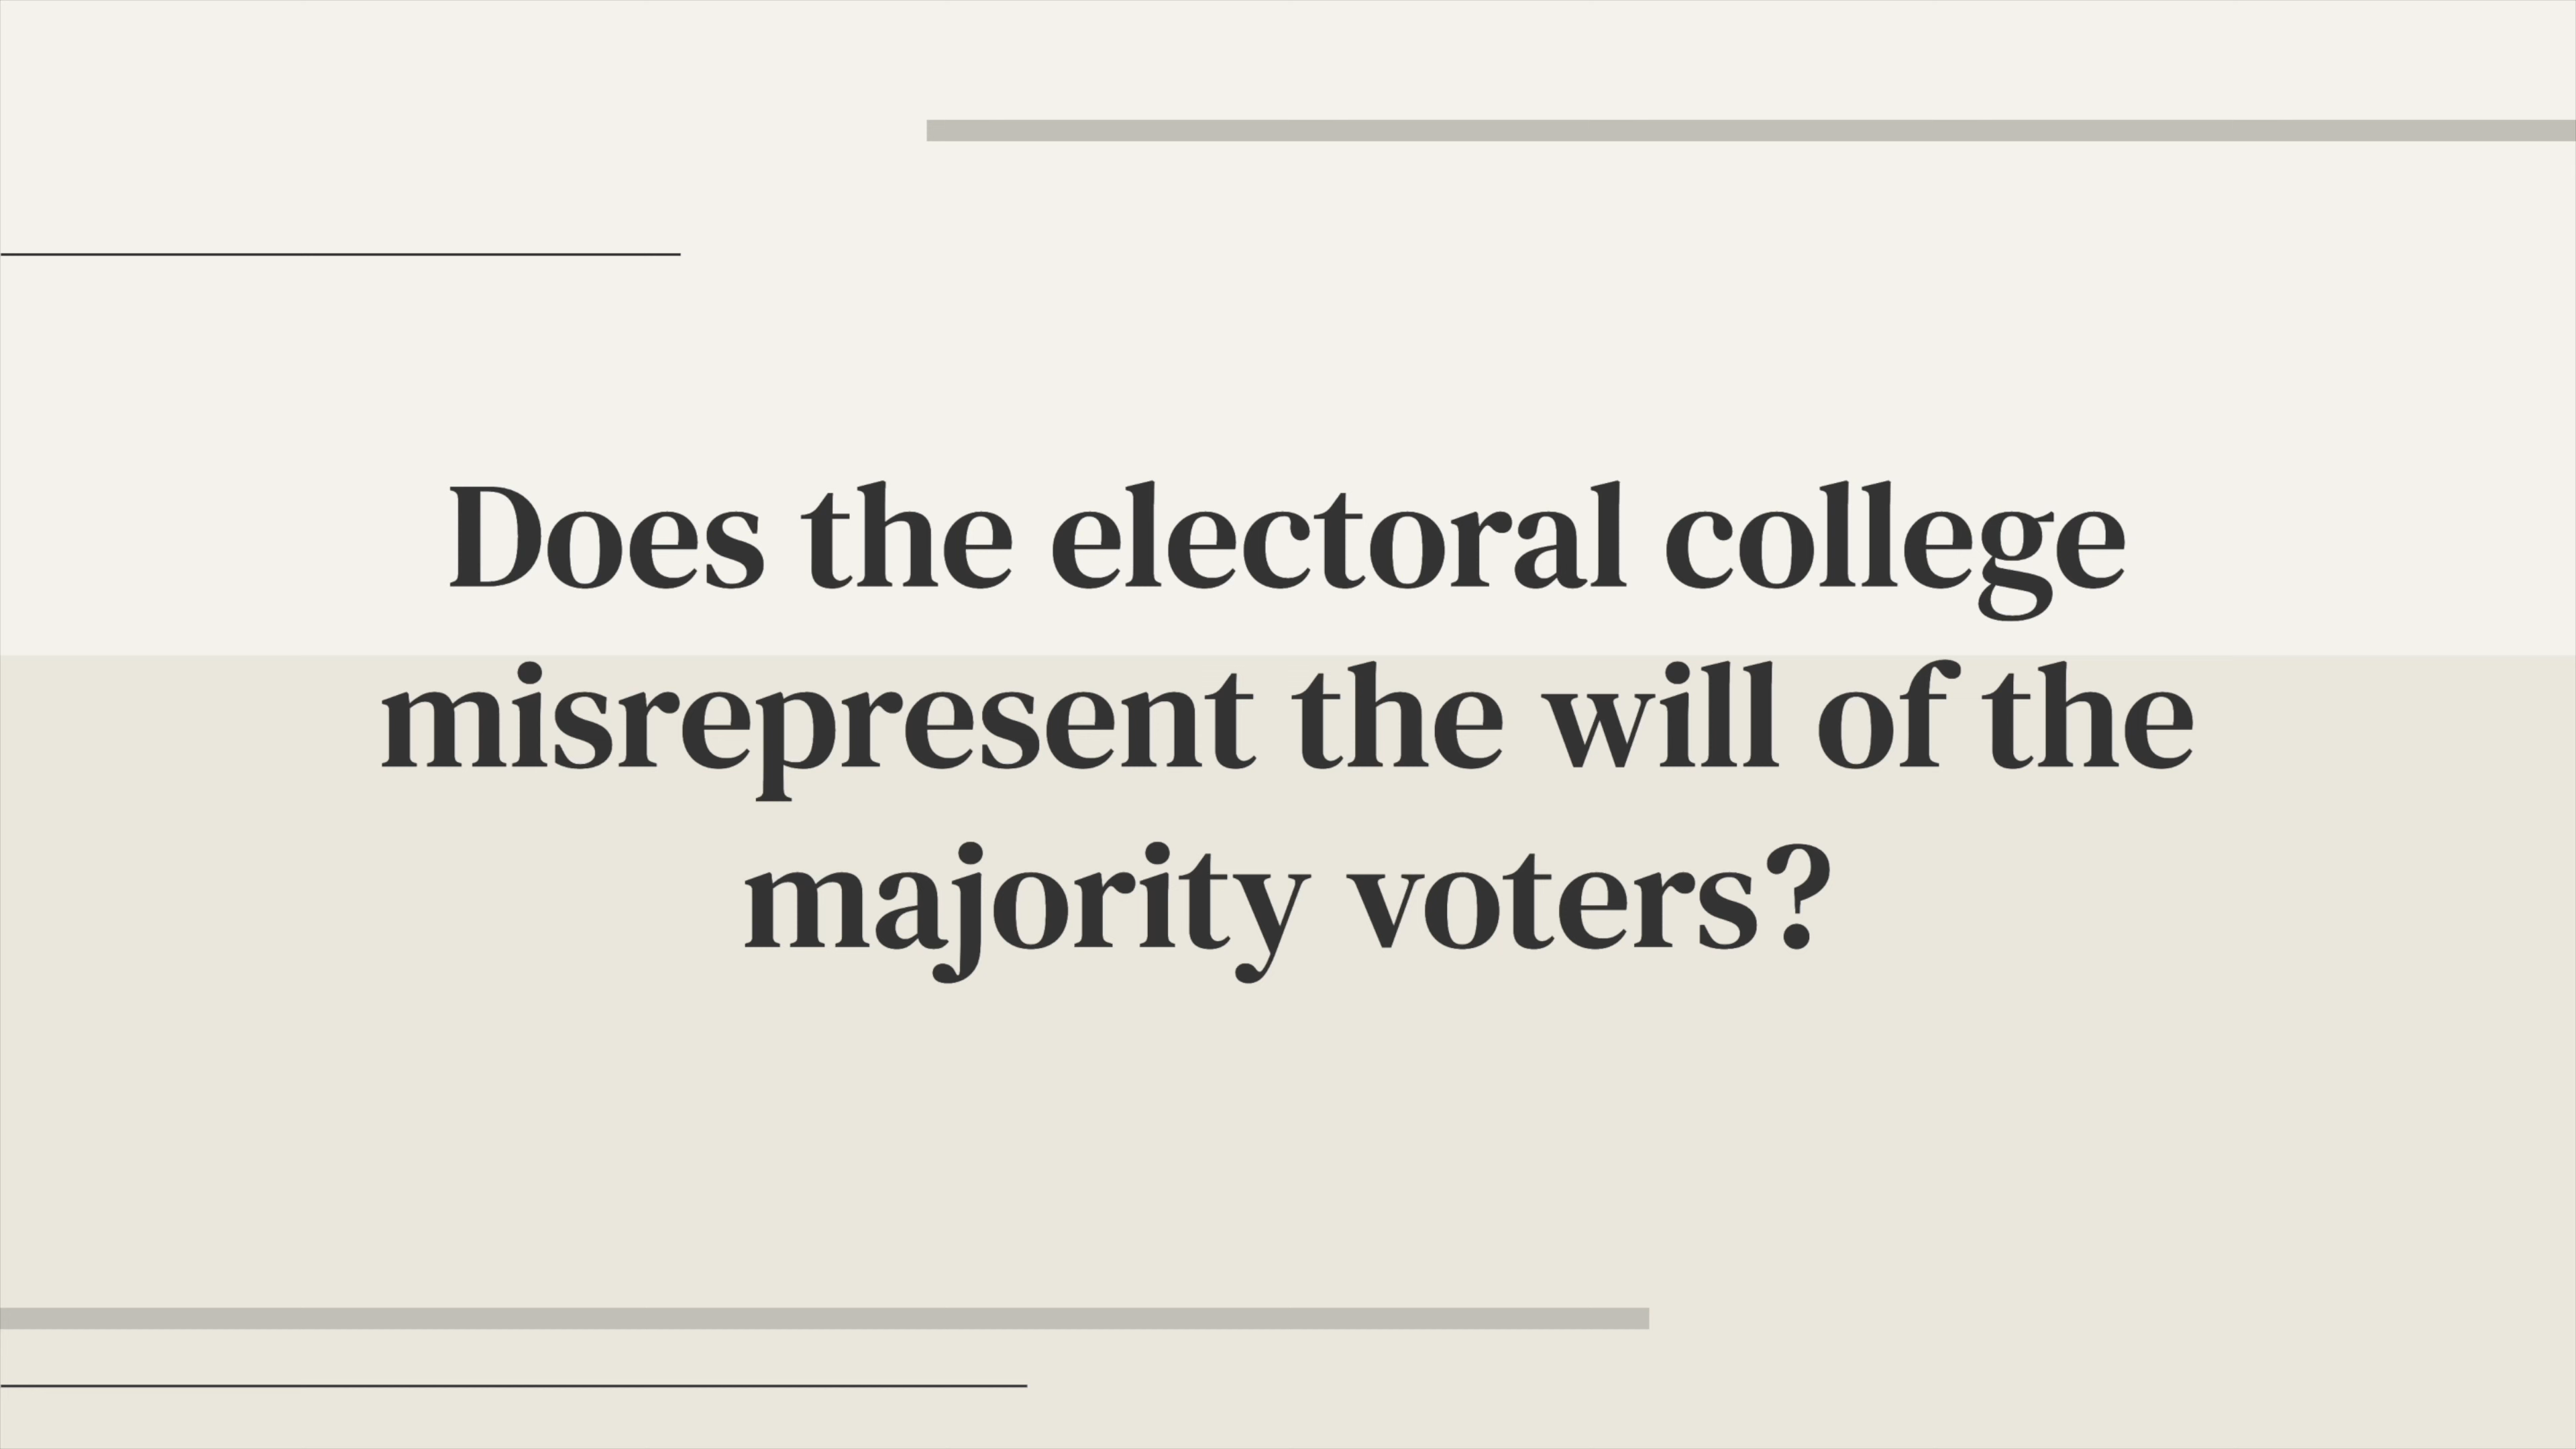 Does the electoral college
misrepresent the will of the
majority voters?